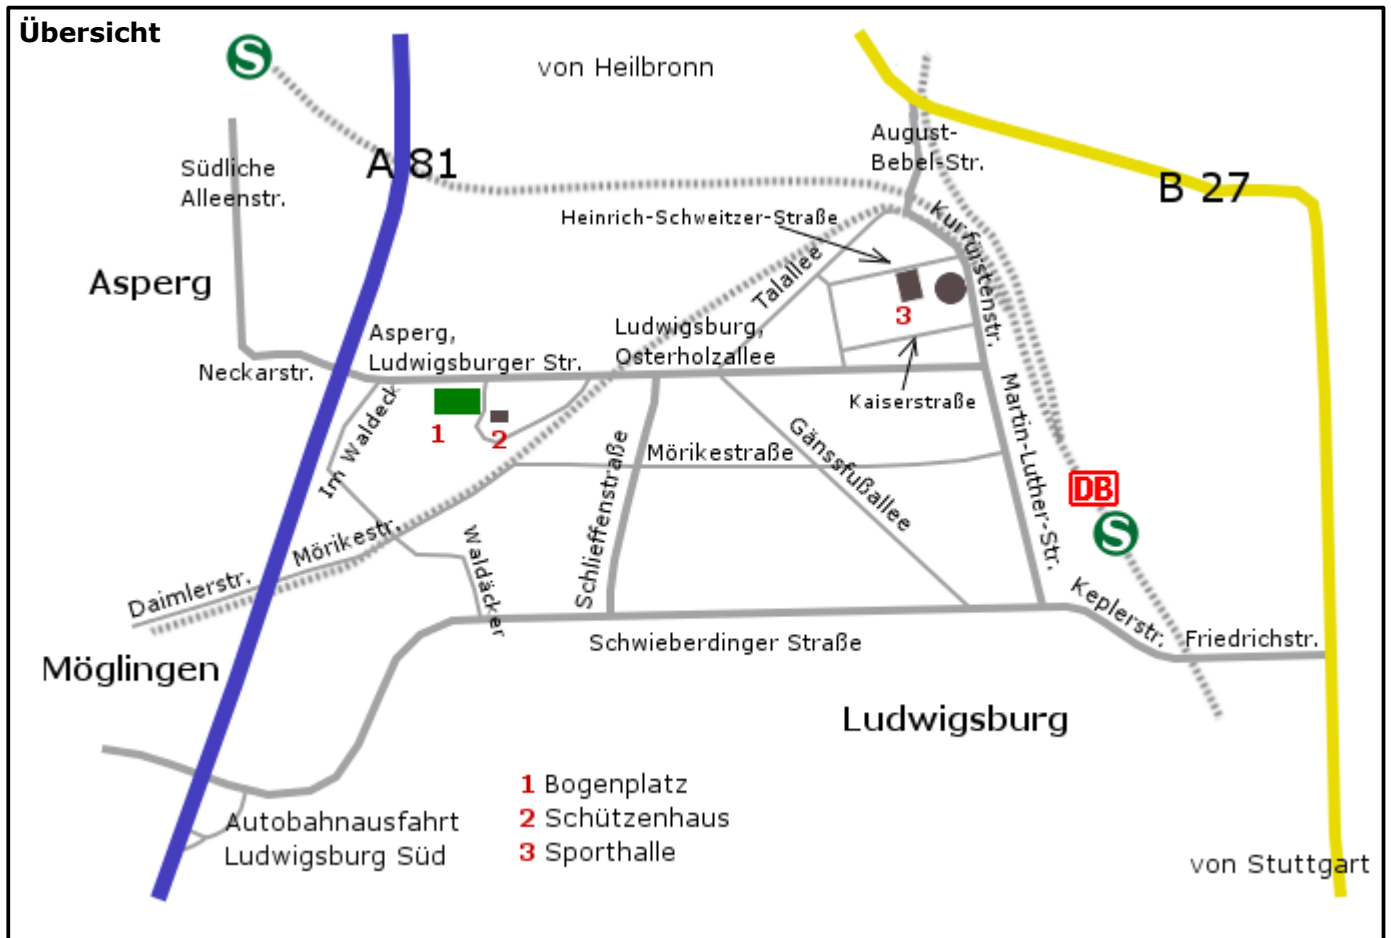 Übersicht
S
von Heilbronn
A 81
August-
Bebel-Str.
B 27
Südliche
Alleenstr.
Heinrich-Schweitzer-Straße
Kurfürstenstr.
Talallee
Asperg
3
Asperg,
Ludwigsburger Str.
Ludwigsburg,
Osterholzallee
Neckarstr.
Kaiserstraße
Im Waldeck
1
2
Mörikestraße
Gänssfußallee
Martin-Luther-Str.
Schlieffenstraße
DB
S
Mörikestr.
Waldäcker
Daimlerstr.
Keplerstr.
Friedrichstr.
Schwieberdinger Straße
Möglingen
Ludwigsburg
1 Bogenplatz
2 Schützenhaus
3 Sporthalle
Autobahnausfahrt
Ludwigsburg Süd
von Stuttgart